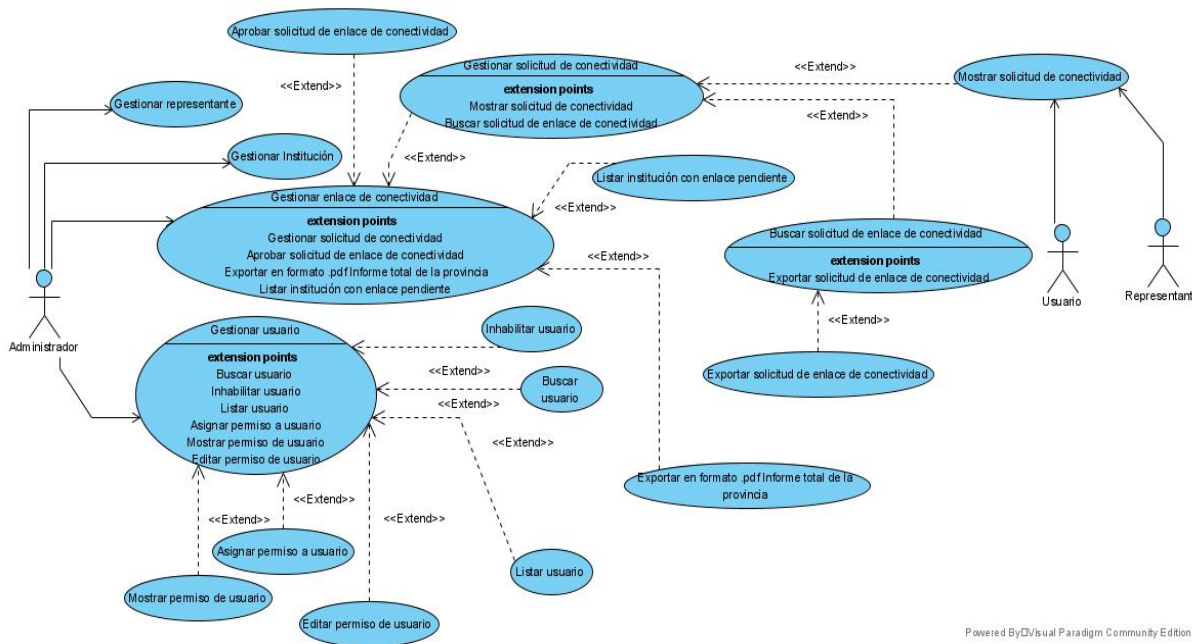 Aprobar solicitud de enlace de conectividad
<<Extend>>
Gestionar solicitud de conectividad
extension points
Mostrar solicitud de conectividad
Buscar solicitud de enlace de conectividad
<<Extend>>
Mostrar solicitud de conectividad
Gestionar representante
Gestionar Institución
<<Extend>>
Listar institución con enlace pendiente
<<Extend>>
<<Extend>>
Gestionar enlace de conectividad
extension points
Gestionar solicitud de conectividad
Aprobar solicitud de enlace de conectividad
Exportar en formato .pdf Informe total de la provincia
Listar institución con enlace pendiente
<<Extend>>
Buscar solicitud de enlace de conectividad
extension points
Exportar solicitud de enlace de conectividad
Usuario
Representant
Administrador
<<Extend>>
Exportar solicitud de enlace de conectividad
Gestionar usuario
extension points
Buscar usuario
Inhabilitar usuario
Listar usuario
Asignar permiso a usuario
Mostrar permiso de usuario
Editar permiso de usuario
Inhabilitar usuario
<<Extend>>
Buscar
usuario
<<Extend>>
<<Extend>>
<<Extend>>
<<Extend>>
<<Extend>>
Exportar en formato .pdf Informe total de la
provincia
Asignar permiso a usuario
Listar usuario
Mostrar permiso de usuario
Editar permiso de usuario
Powered By□Visual Paradigm Community Edition